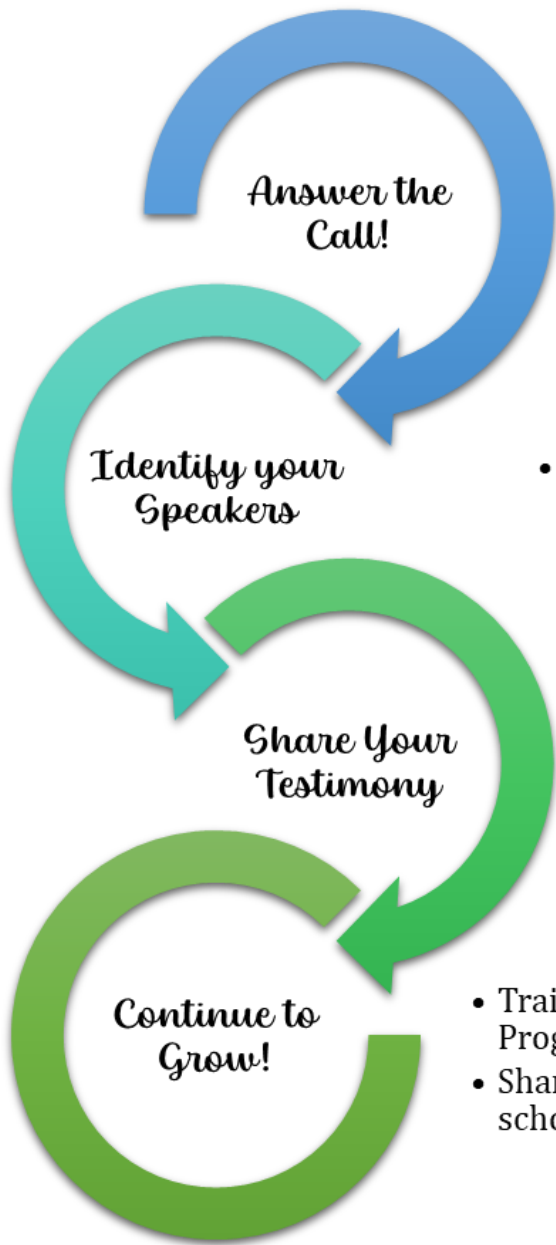 Answer the
Call!
Identify your
Speakers
•
Share Your
Testimony
Continue to
Grow!
•
•